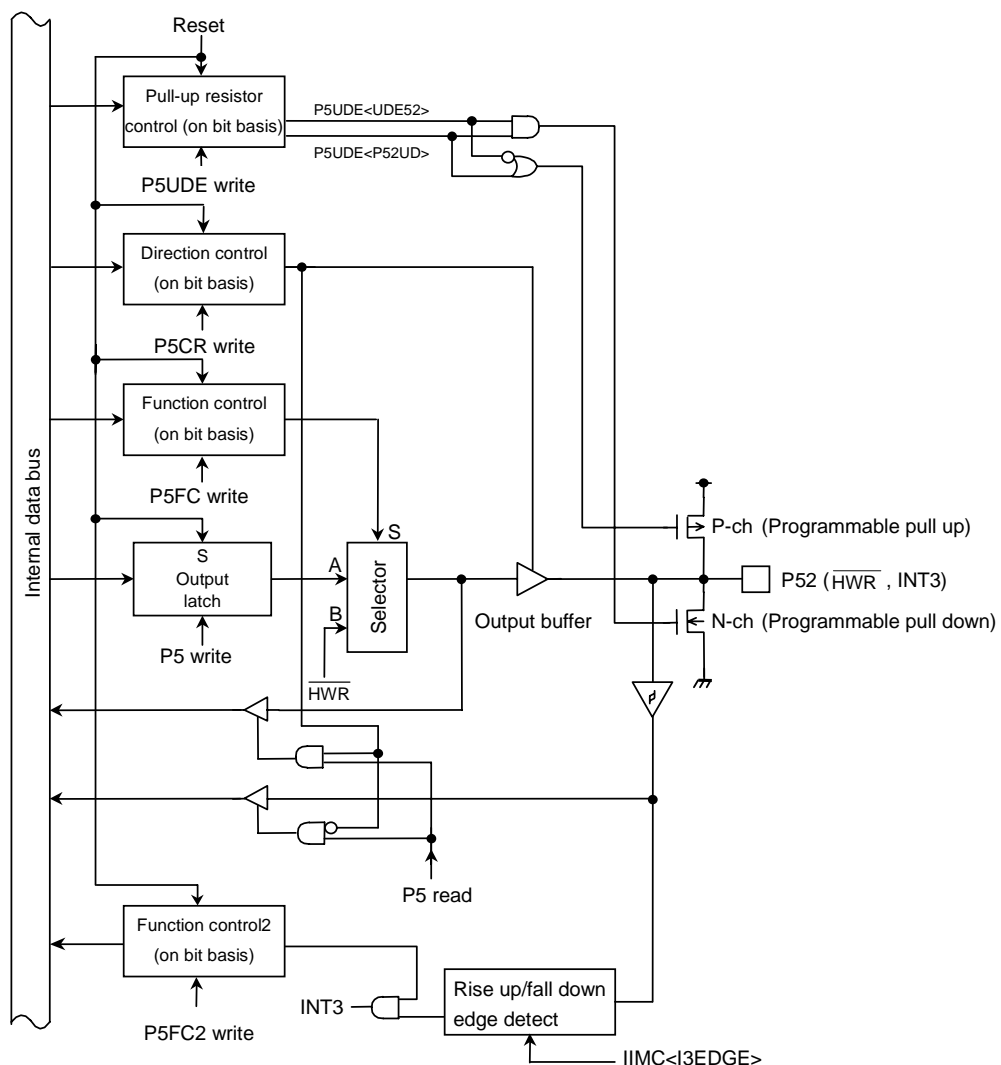 Reset
Pull-up resistor
control (on bit basis)
P5UDE<UDE52>
P5UDE<P52UD>
P5UDE write
Direction control
(on bit basis)
P5CR write
Function control
(on bit basis)
P5FC write
Internal data bus
S
Output
latch
P5 write
A
B
S
Selector
HWR
Output buffer
P-ch (Programmable pull up)
P52 (HWR , INT3)
N-ch (Programmable pull down)
P5 read
Function control2
(on bit basis)
P5FC2 write
INT3
Rise up/fall down
edge detect
IIMC<I3EDGE>